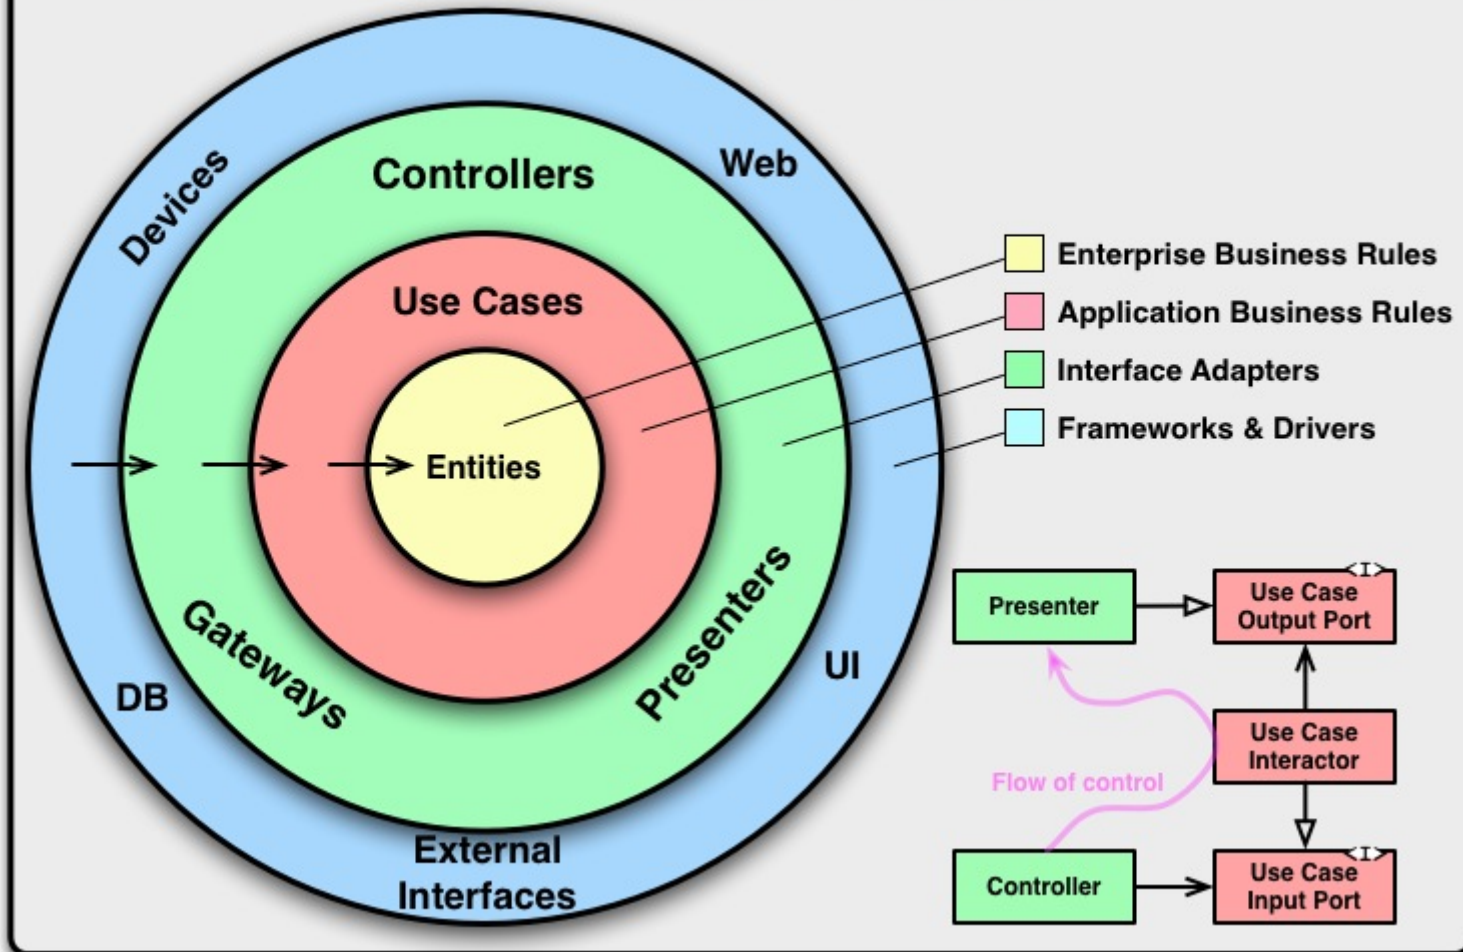 Devices
Web
Controllers
Use Cases
Entities
Gateways
Presenters
DB
UI
External
Interfaces
Enterprise Business Rules
Application Business Rules
Interface Adapters
Frameworks & Drivers
Presenter
<I>
Use Case
Output Port
Use Case
Interactor
Flow of control
Controller
<I>
Use Case
Input Port